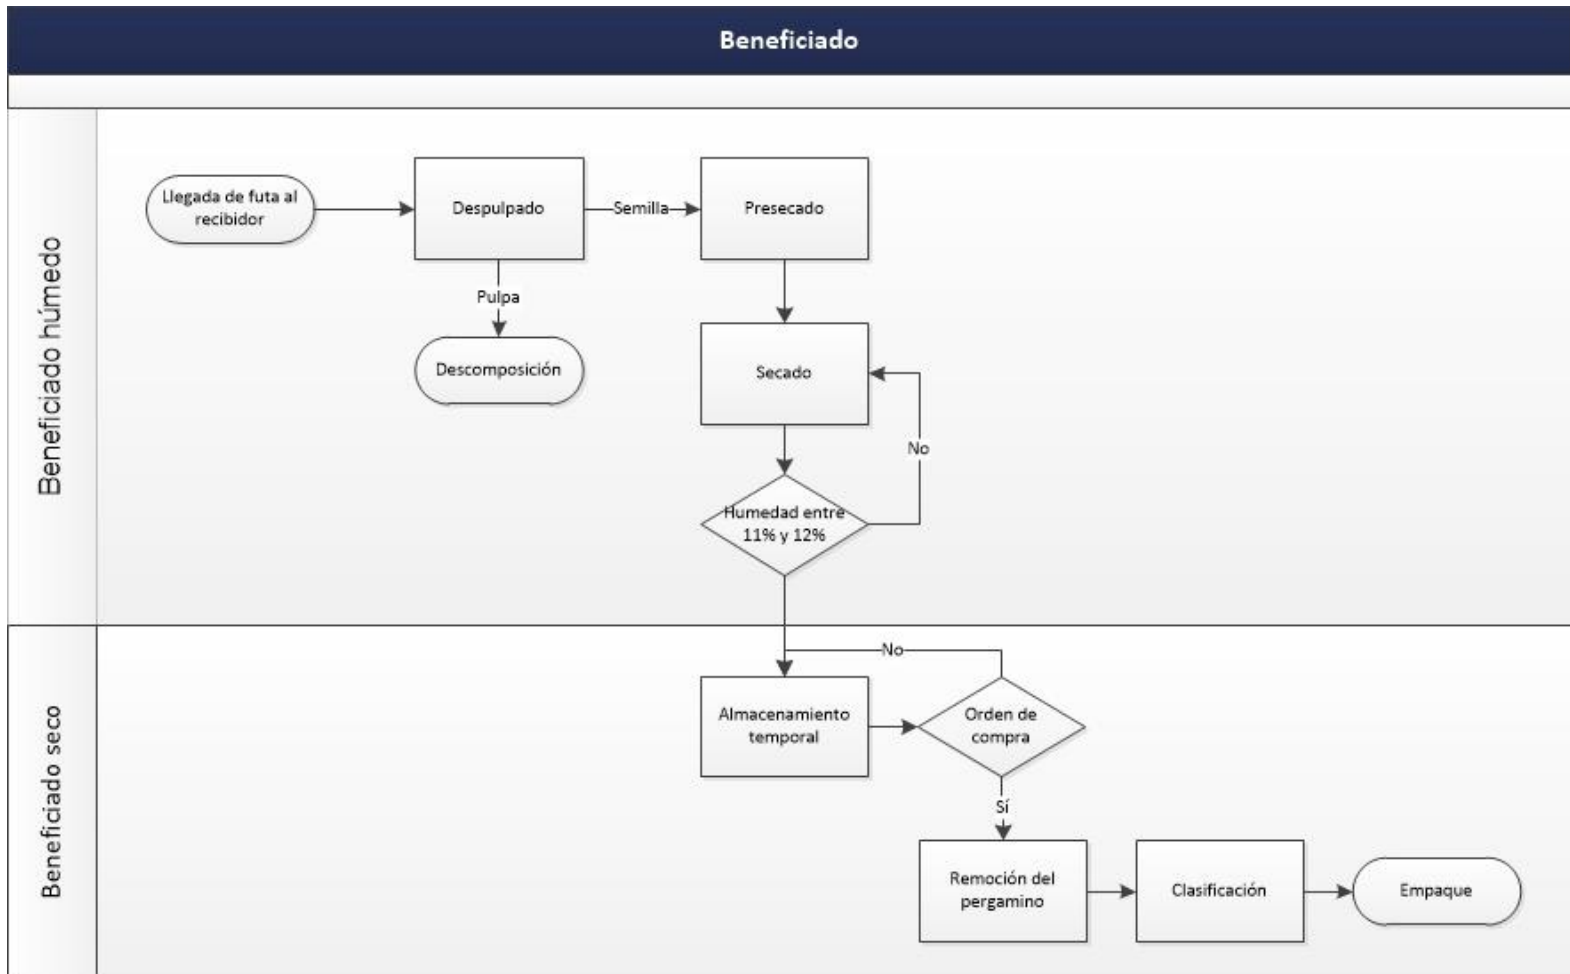 Beneficiado
Beneficiado húmedo
Llegada de futa al
recibidor
Despulpado
Semilla
Presecado
Pulpa
Descomposición
Secado
No
Humedad entre
11% y 12%
Beneficiado seco
No
Almacenamiento
temporal
Orden de
compra
Sí
Remoción del
pergamino
Clasificación
Empaque